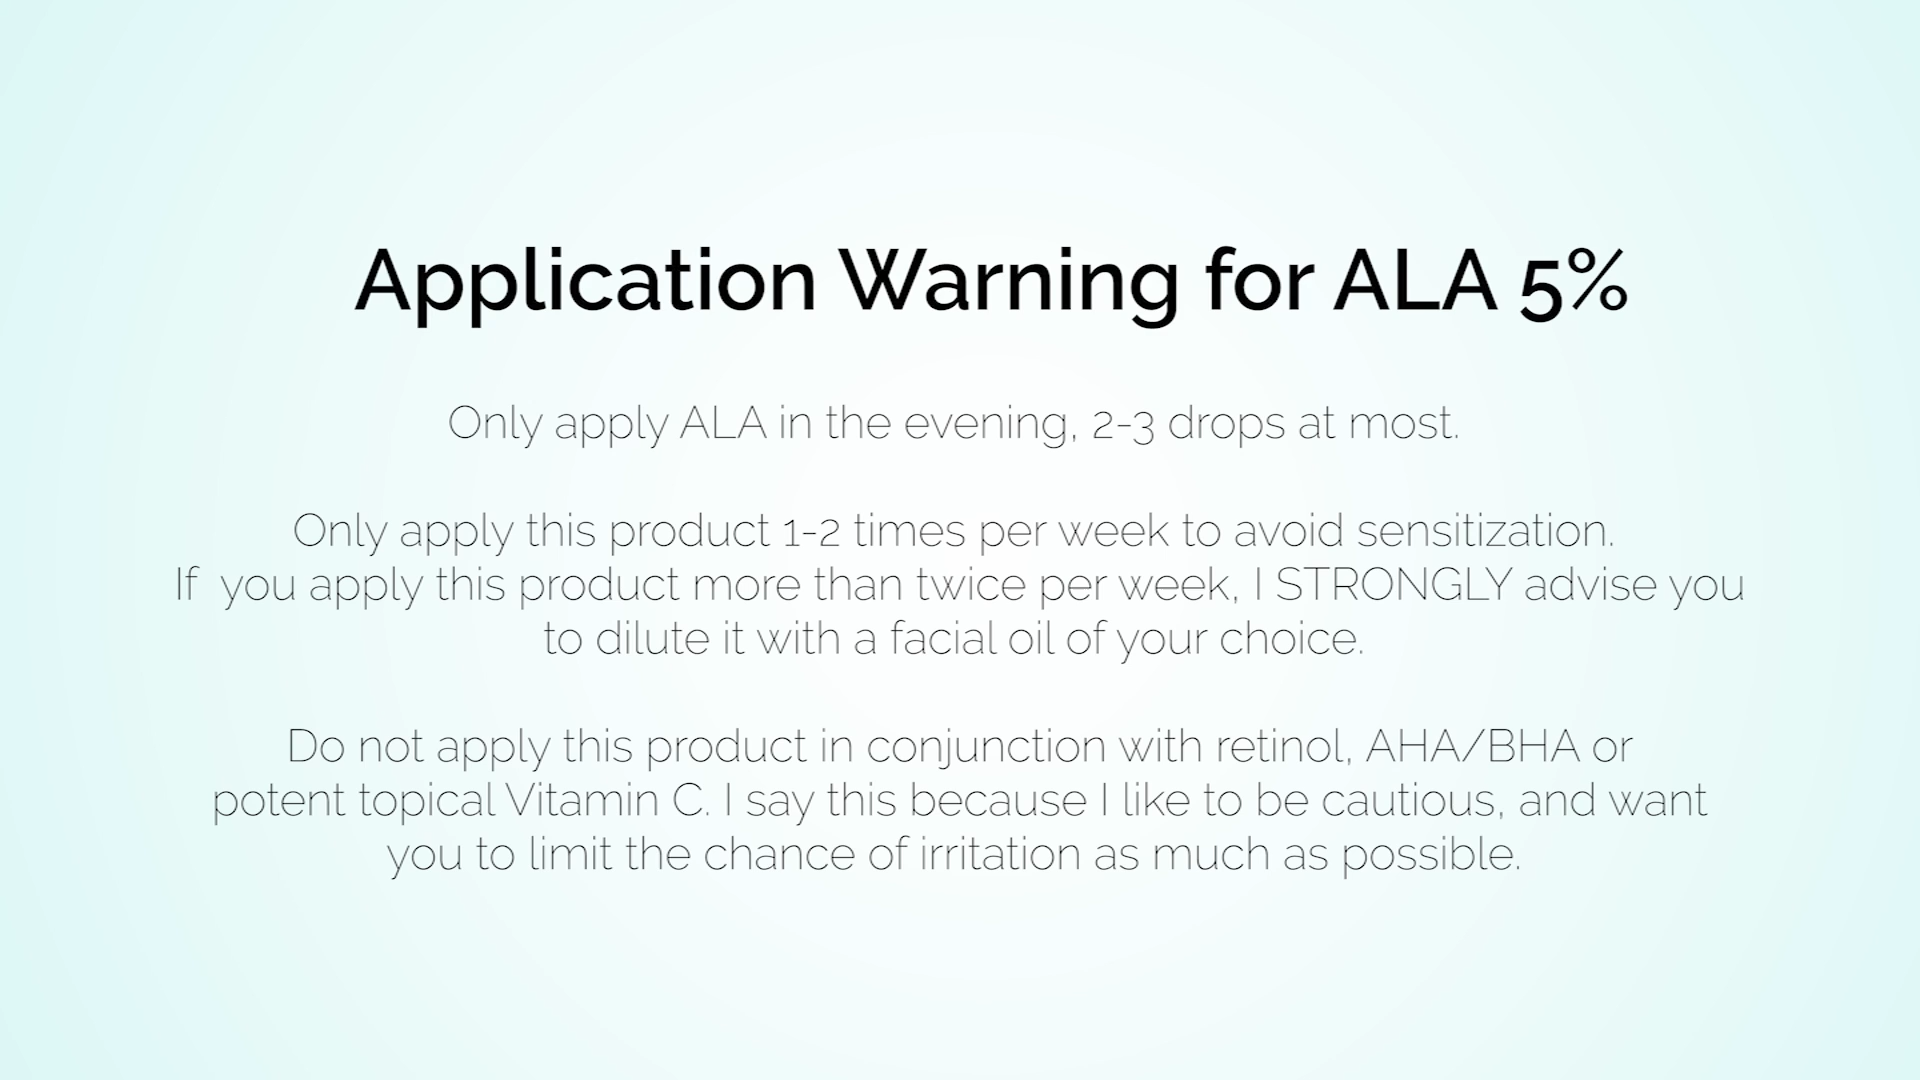 Application Warning for ALA 5%
Only apply ALA in the evening, 2-3 drops at most.
Only apply this product 1-2 times per week to avoid sensitization.
If you apply this product more than twice per week, I STRONGLY advise you
to dilute it with a facial oil of your choice.
Do not apply this product in conjunction with retinol, AHA/BHA or
potent topical Vitamin C. I say this because I like to be cautious, and want
you to limit the chance of irritation as much as possible.